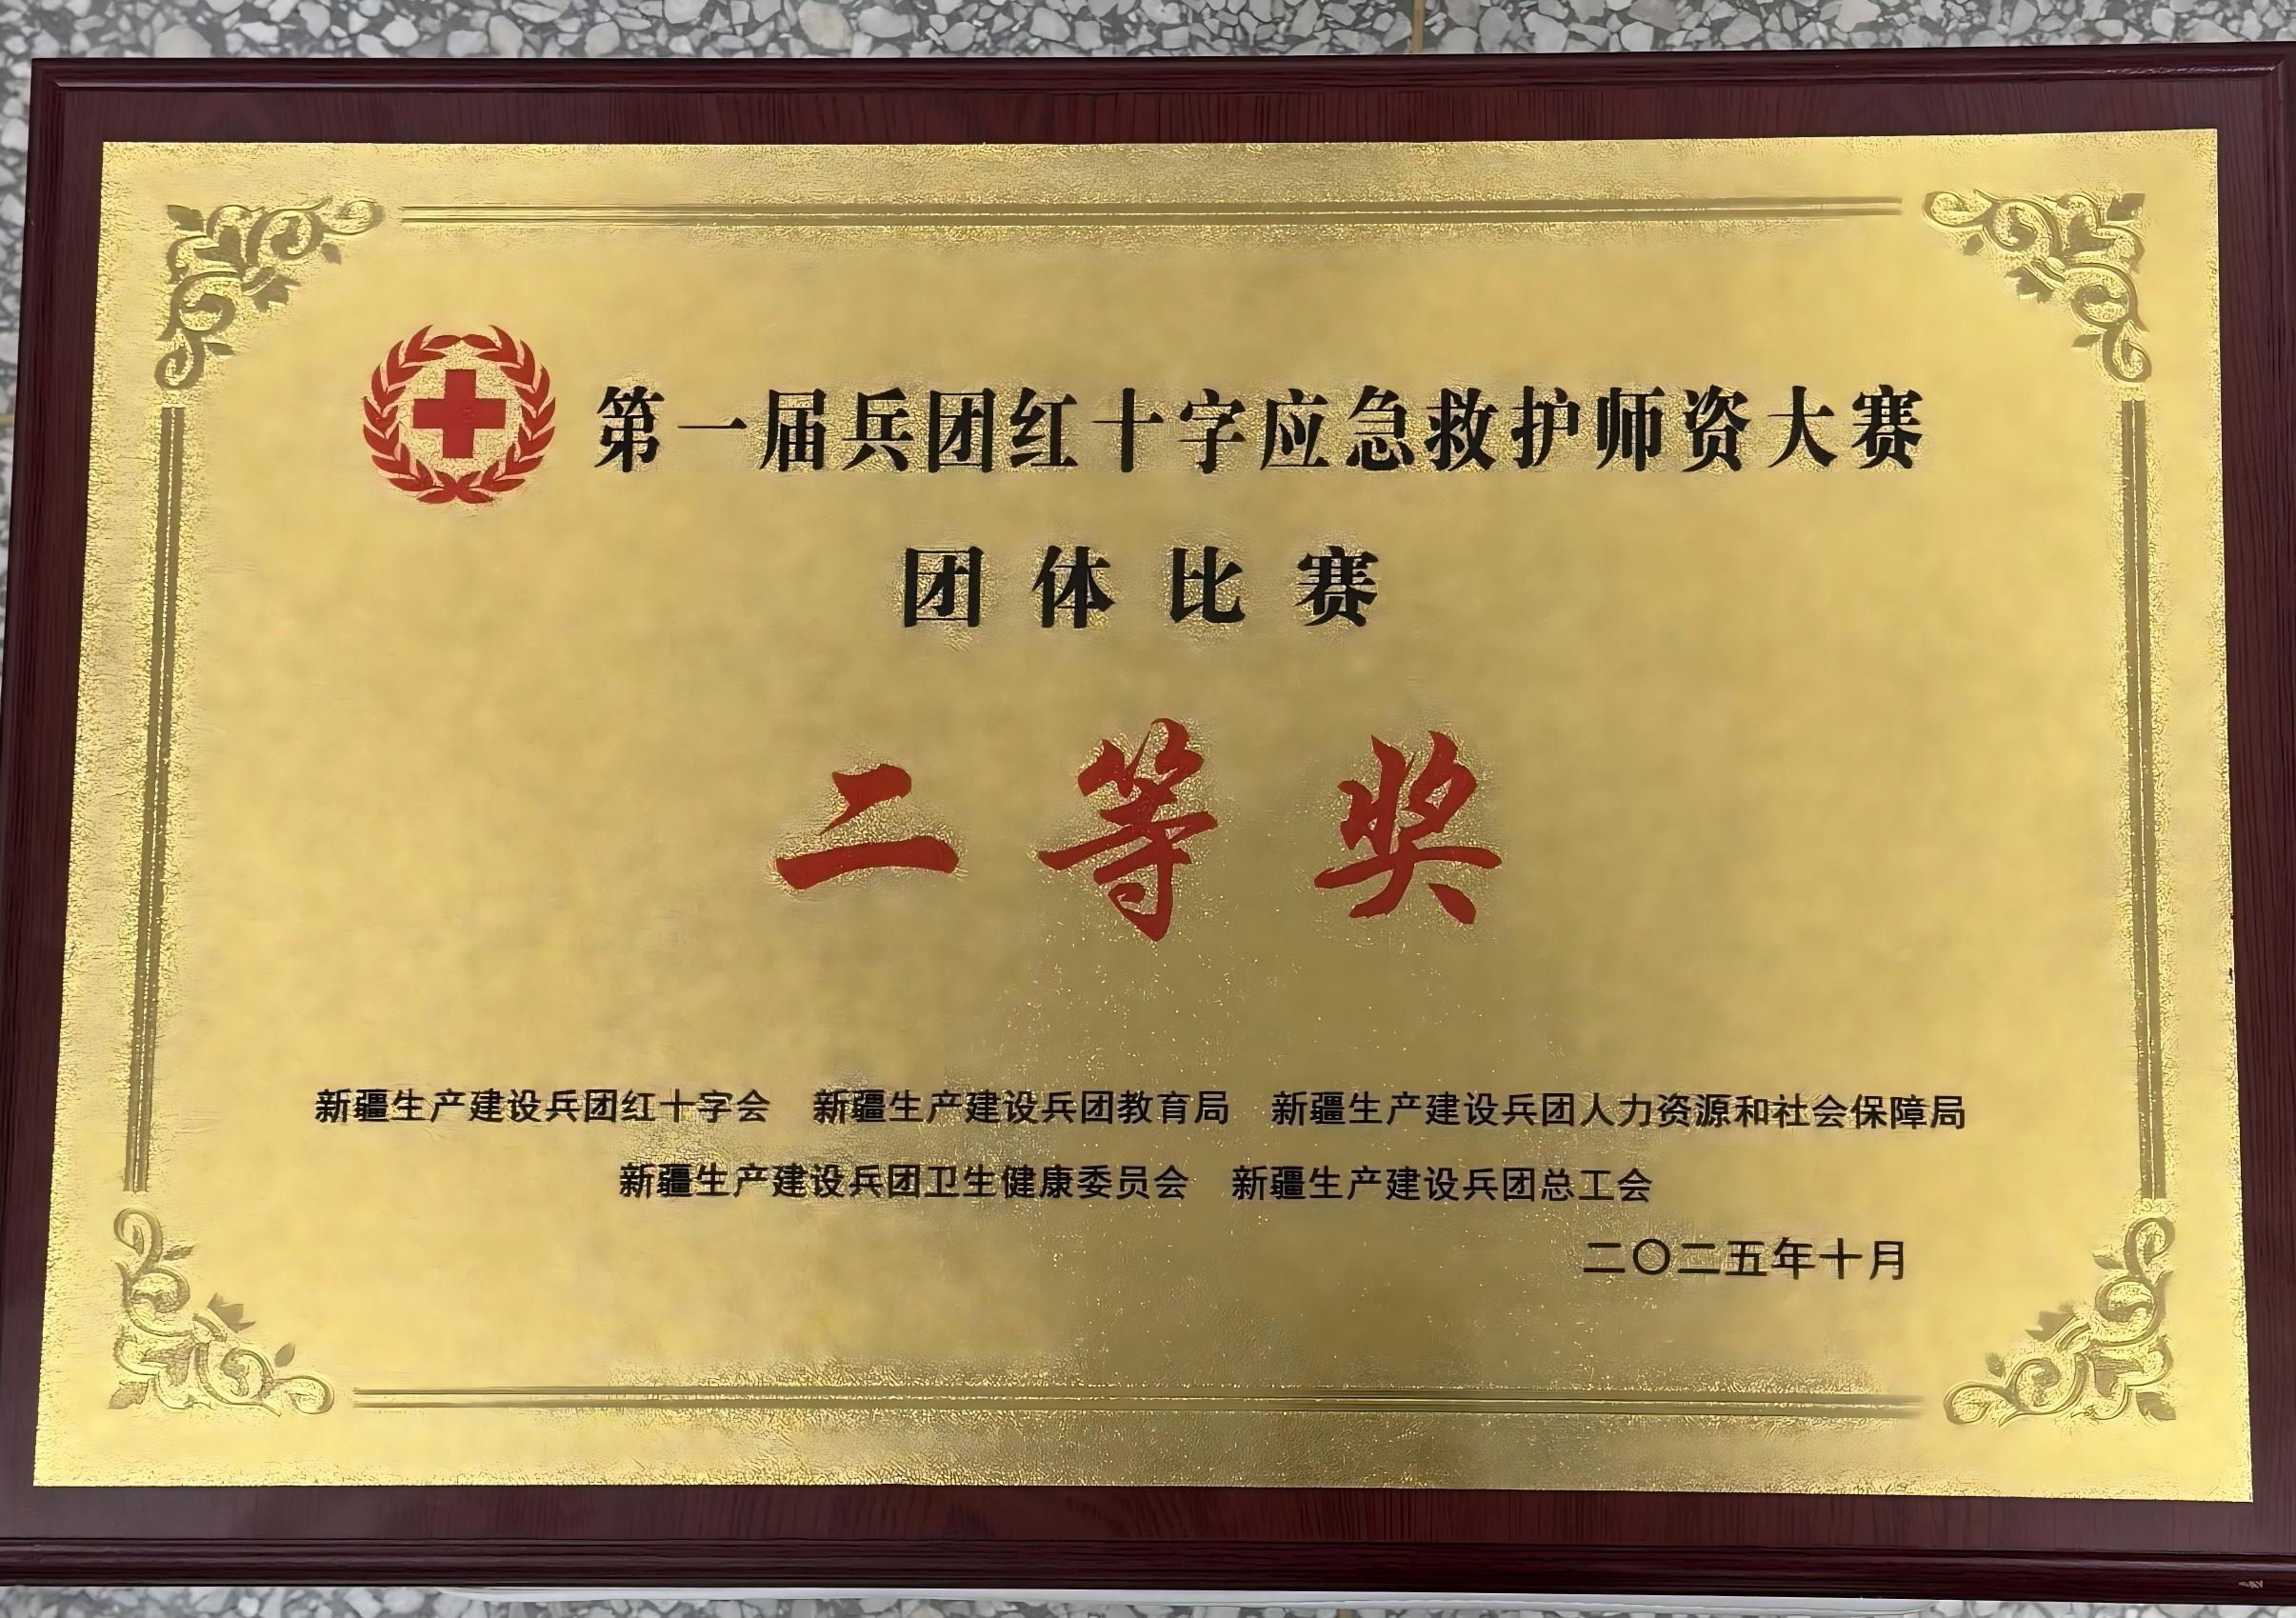 第一届兵团红十字应急救护师资大赛
团体比赛
二等奖
新疆生产建设兵团红十字会 新疆生产建设兵团教育局 新疆生产建设兵团人力资源和社会保障局
新疆生产建设兵团卫生健康委员会 新疆生产建设兵团总工会
二〇二五年十月